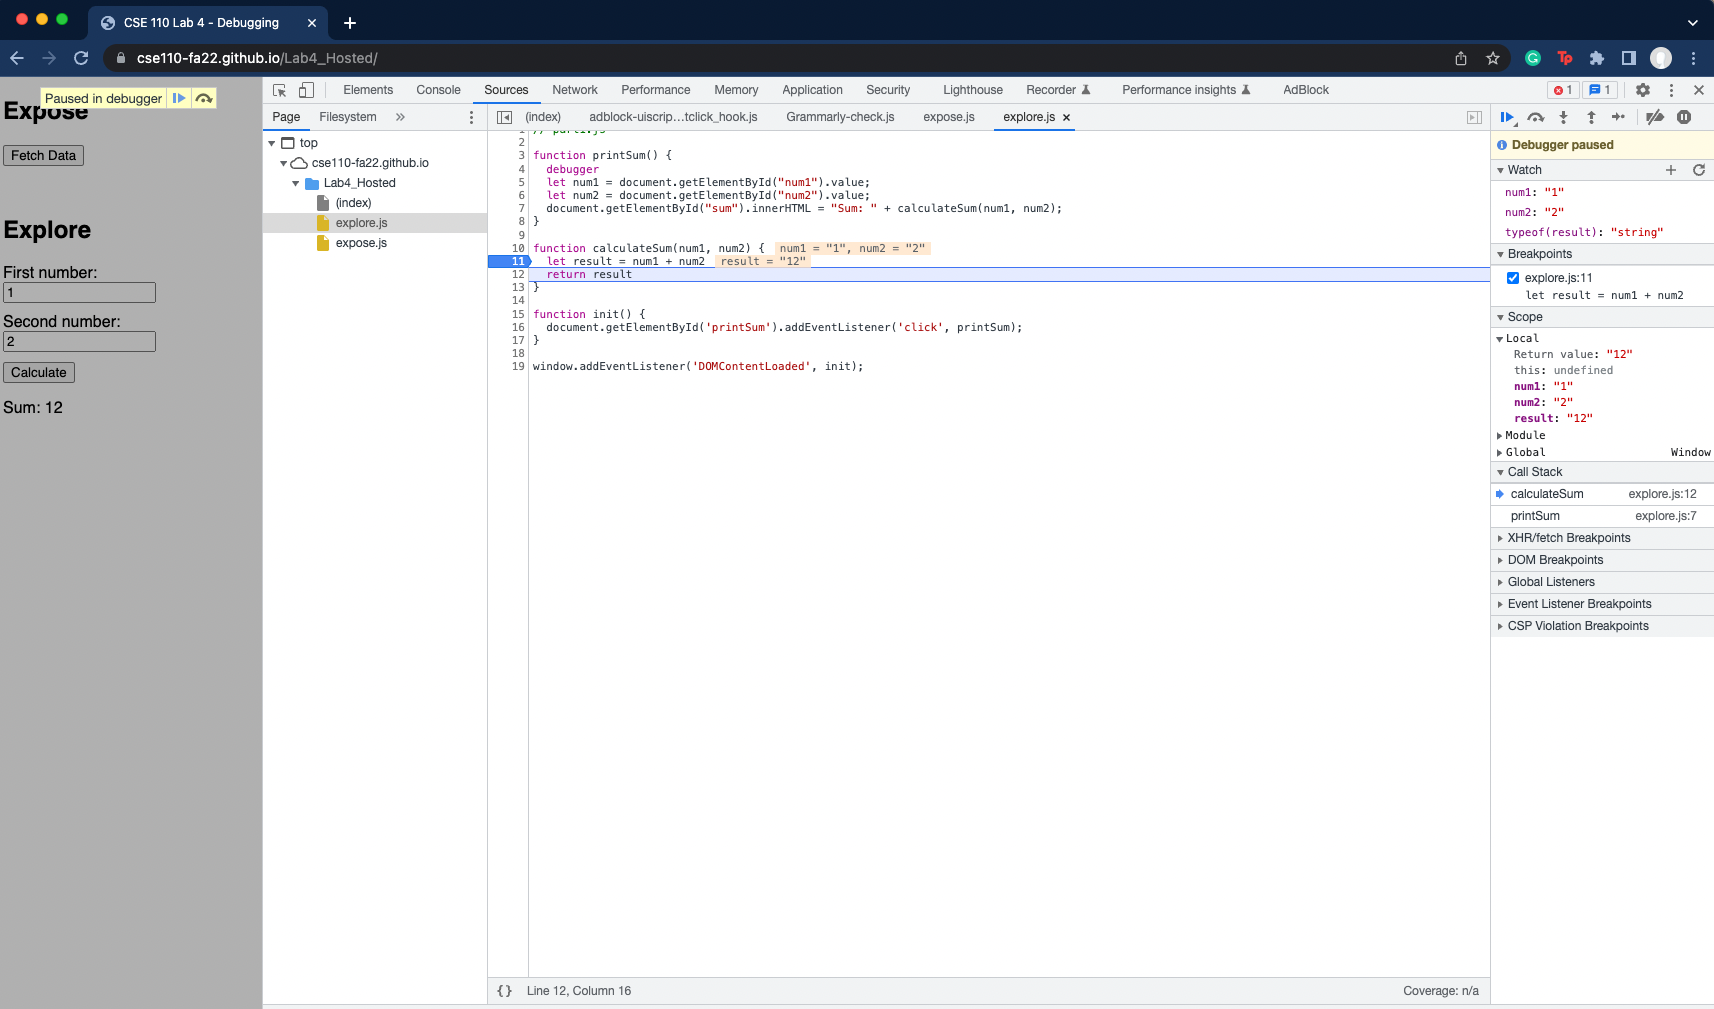 CSE 110 Lab 4 - Debugging
cse110-fa22.github.io/Lab4_Hosted/
Paused in debugger
Expose
Fetch Data
Explore
First number:
1
Second number:
2
Calculate
Sum: 12
Elements Console Sources Network Performance Memory Application Security Lighthouse Recorder Performance insights AdBlock 1 1
Page Filesystem »
top
cse110-fa22.github.io
Lab4_Hosted
(index)
explore.js
expose.js
(index) adblock-uiscrip…tclick_hook.js Grammarly-check.js expose.js explore.js
2
3 function printSum() {
4 debugger
5 let num1 = document.getElementById("num1").value;
6 let num2 = document.getElementById("num2").value;
7 document.getElementById("sum").innerHTML = "Sum: " + calculateSum(num1, num2);
8 }
9
10 function calculateSum(num1, num2) { num1 = "1", num2 = "2"
11 let result = num1 + num2 result = "12"
12 return result
13 }
14
15 function init() {
16 document.getElementById('printSum').addEventListener('click', printSum);
17 }
18
19 window.addEventListener('DOMContentLoaded', init);
{} Line 12, Column 16
Coverage: n/a
Debugger paused
Watch
num1: "1"
num2: "2"
typeof(result): "string"
Breakpoints
explore.js:11
let result = num1 + num2
Scope
Local
Return value: "12"
this: undefined
num1: "1"
num2: "2"
result: "12"
Module
Global Window
Call Stack
calculateSum explore.js:12
printSum explore.js:7
XHR/fetch Breakpoints
DOM Breakpoints
Global Listeners
Event Listener Breakpoints
CSP Violation Breakpoints